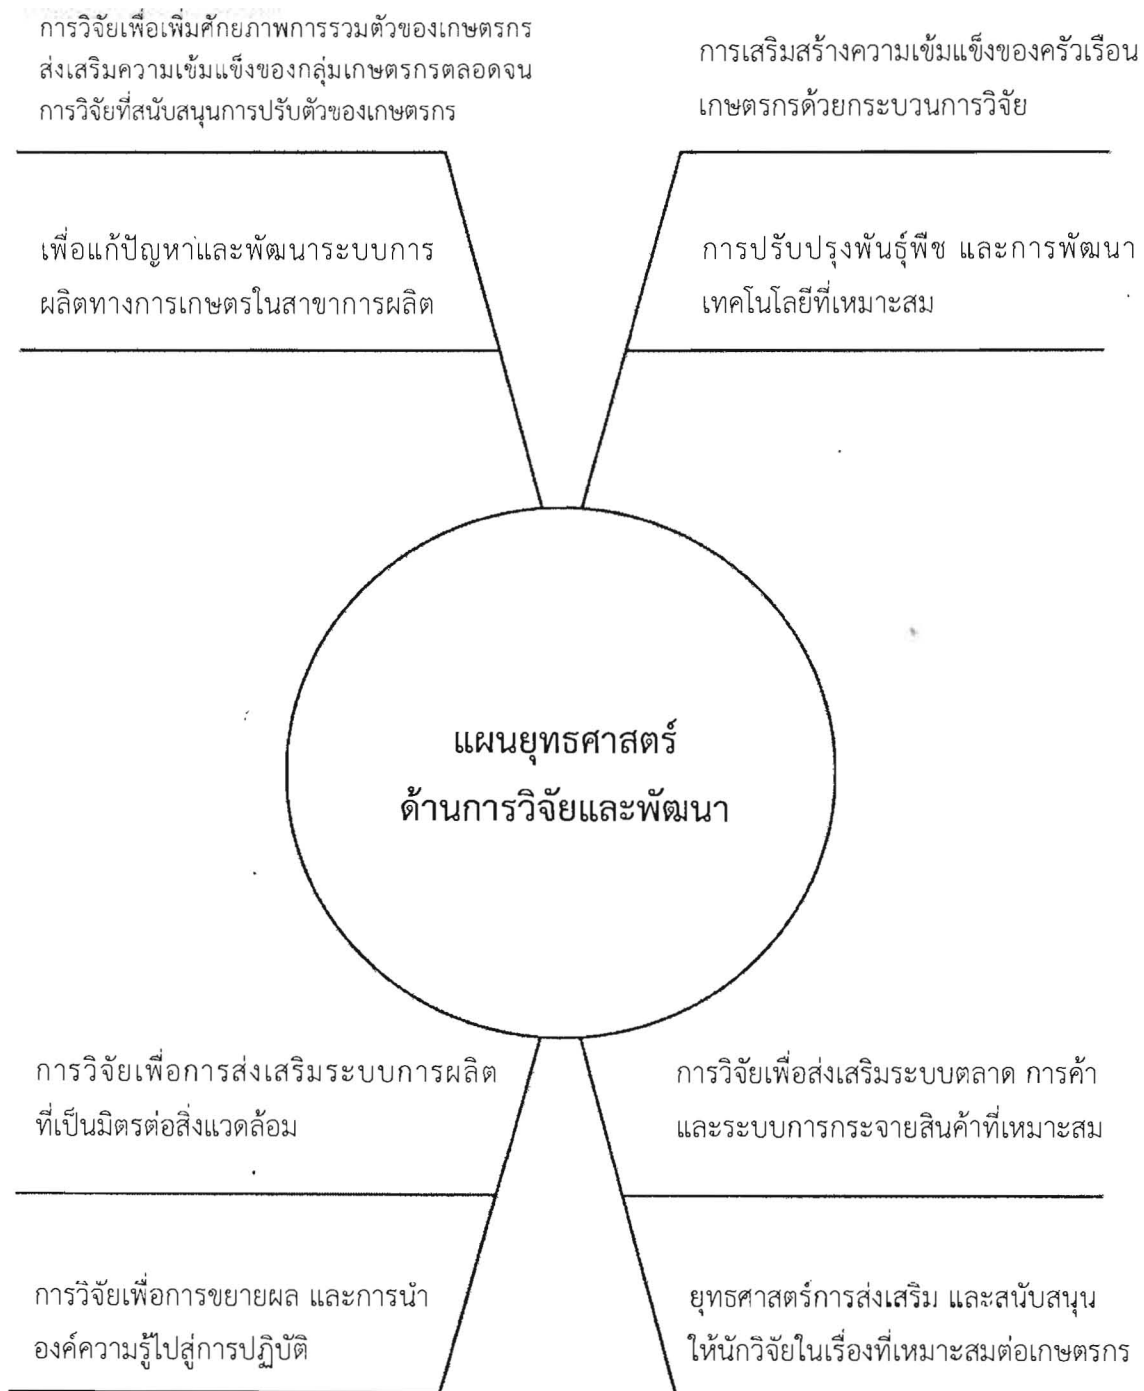 การวิจัยเพื่อเพิ่มศักยภาพการรวมตัวของเกษตรกร
ส่งเสริมความเข้มแข็งของกลุ่มเกษตรกรตลอดจน
การวิจัยที่สนับสนุนการปรับตัวของเกษตรกร
การเสริมสร้างความเข้มแข็งของครัวเรือน
เกษตรกรด้วยกระบวนการวิจัย
เพื่อแก้ปัญหาและพัฒนาระบบการ
ผลิตทางการเกษตรในสาขาการผลิต
การปรับปรุงพันธุ์พืช และการพัฒนา
เทคโนโลยีที่เหมาะสม
แผนยุทธศาสตร์
ด้านการวิจัยและพัฒนา
การวิจัยเพื่อการส่งเสริมระบบการผลิต
ที่เป็นมิตรต่อสิ่งแวดล้อม
การวิจัยเพื่อส่งเสริมระบบตลาด การค้า
และระบบการกระจายสินค้าที่เหมาะสม
การวิจัยเพื่อการขยายผล และการนำ
องค์ความรู้ไปสู่การปฏิบัติ
ยุทธศาสตร์การส่งเสริม และสนับสนุน
ให้นักวิจัยในเรื่องที่เหมาะสมต่อเกษตรกร